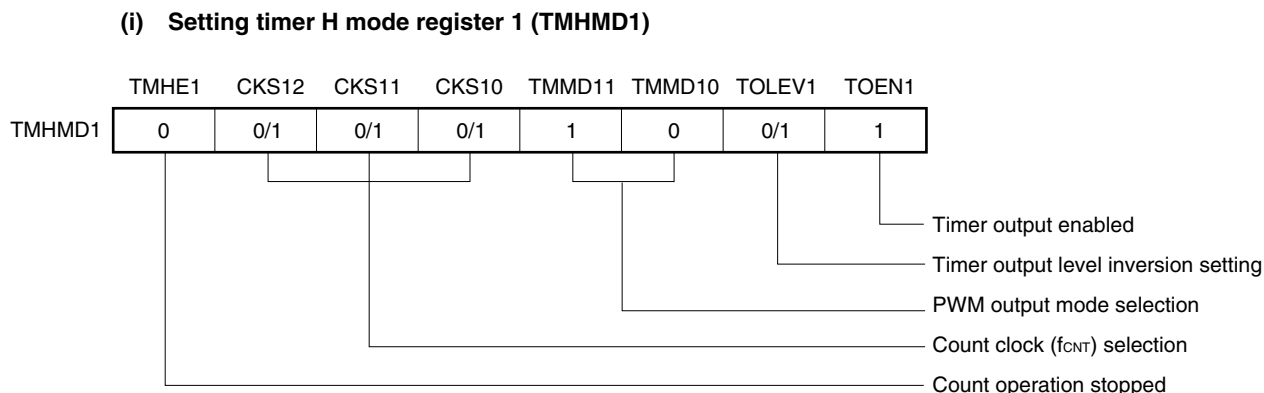 (i) Setting timer H mode register 1 (TMHMD1)
TMHE1 CKS12 CKS11 CKS10 TMMD11 TMMD10 TOLEV1 TOEN1
TMHMD1 0 0/1 0/1 0/1 1 0 0/1 1
Timer output enabled
Timer output level inversion setting
PWM output mode selection
Count clock (fCNT) selection
Count operation stopped